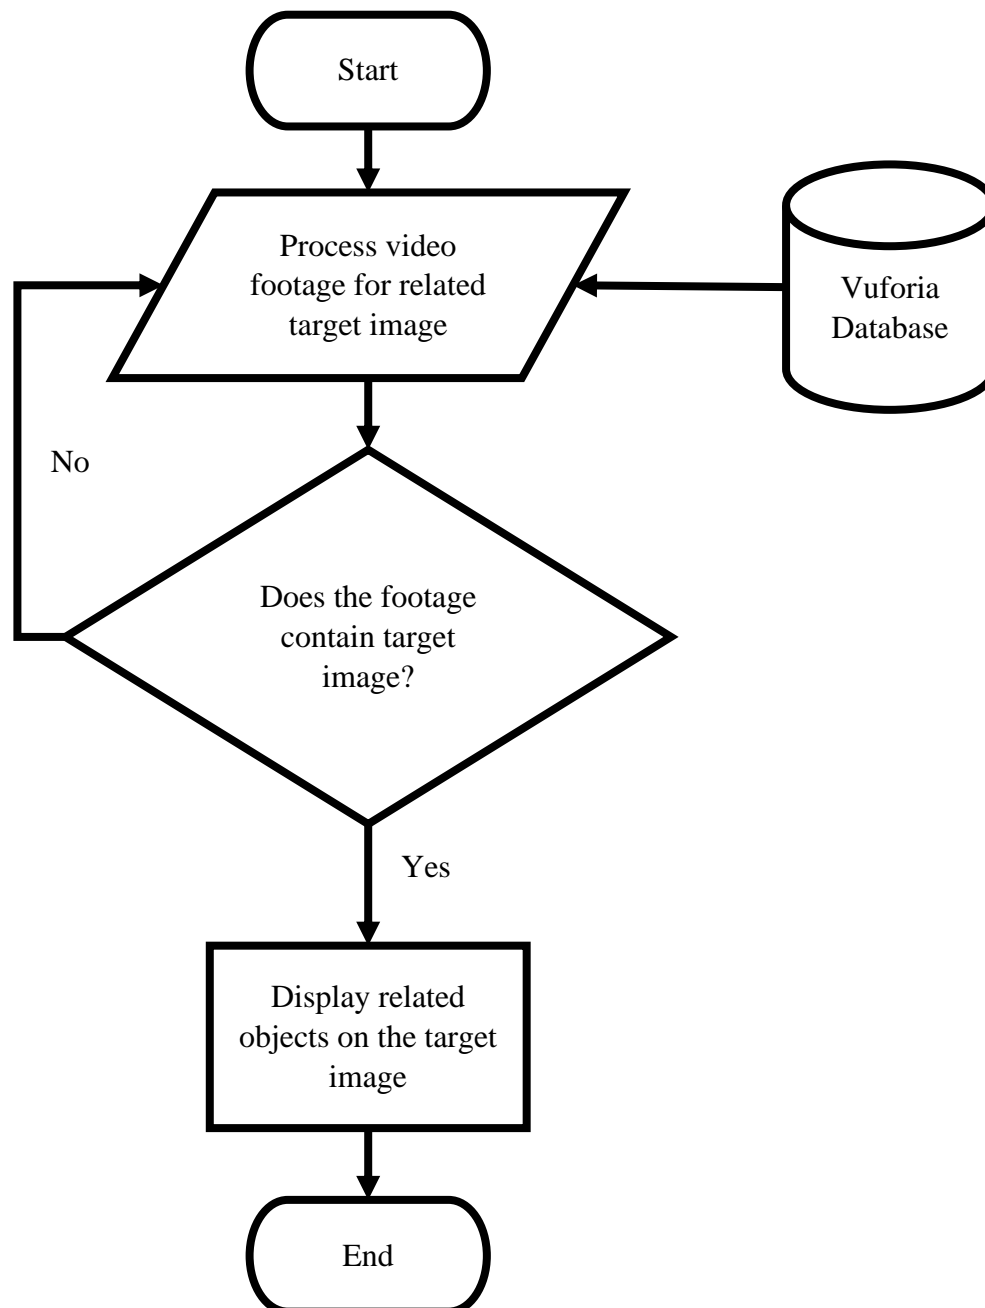 Start
Process video
footage for related
target image
Vuforia
Database
No
Does the footage
contain target
image?
Yes
Display related
objects on the target
image
End